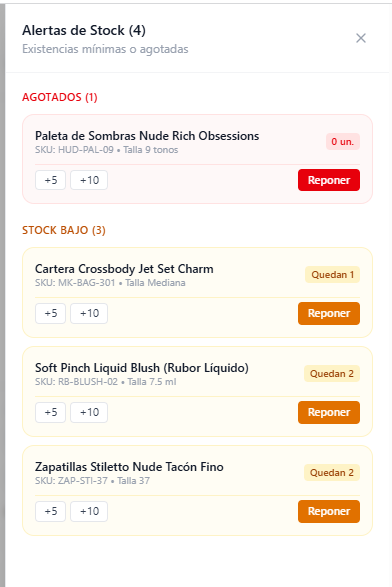 Alertas de Stock (4)
Existencias mínimas o agotadas
AGOTADOS (1)
Paleta de Sombras Nude Rich Obsessions
0 un.
SKU: HUD-PAL-09 • Talla 9 tonos
+5 +10 Reponer
STOCK BAJO (3)
Cartera Crossbody Jet Set Charm
Quedan 1
SKU: MK-BAG-301 • Talla Mediana
+5 +10 Reponer
Soft Pinch Liquid Blush (Rubor Líquido)
Quedan 2
SKU: RB-BLUSH-02 • Talla 7.5 ml
+5 +10 Reponer
Zapatillas Stiletto Nude Tacón Fino
Quedan 2
SKU: ZAP-STI-37 • Talla 37
+5 +10 Reponer